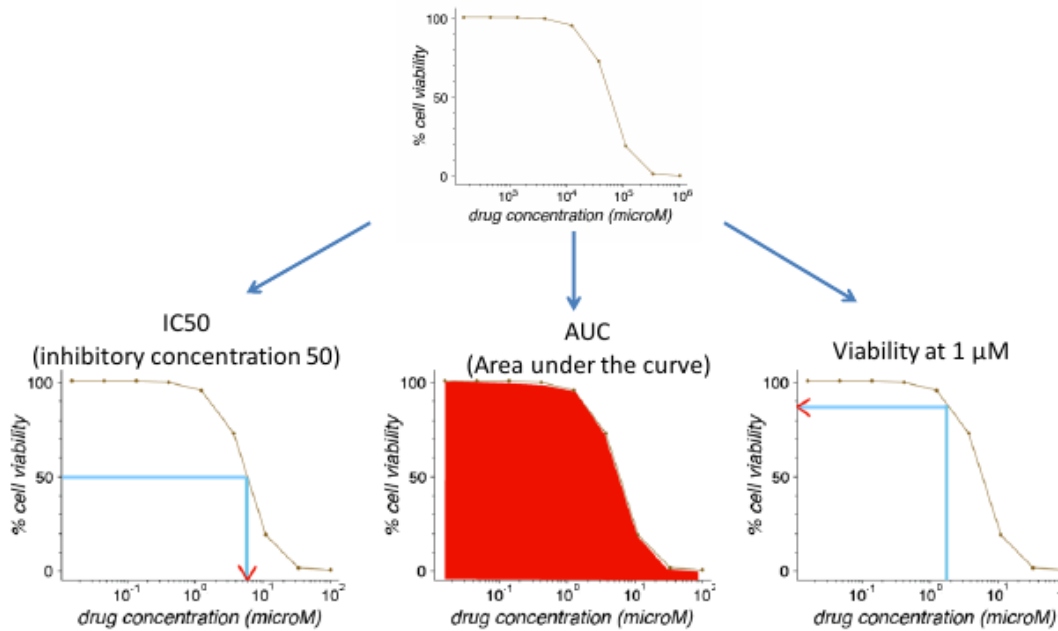 100
50
0
% cell viability
10³ 10⁴ 10⁵ 10⁶
drug concentration (microM)
IC50
(inhibitory concentration 50)
AUC
(Area under the curve)
Viability at 1 μM
100
50
0
% cell viability
10⁻¹ 10⁰ 10¹ 10²
drug concentration (microM)
100
50
0
% cell viability
10⁻¹ 10⁰ 10¹ 10²
drug concentration (microM)
100
50
0
% cell viability
10⁻¹ 10⁰ 10¹
drug concentration (microM)